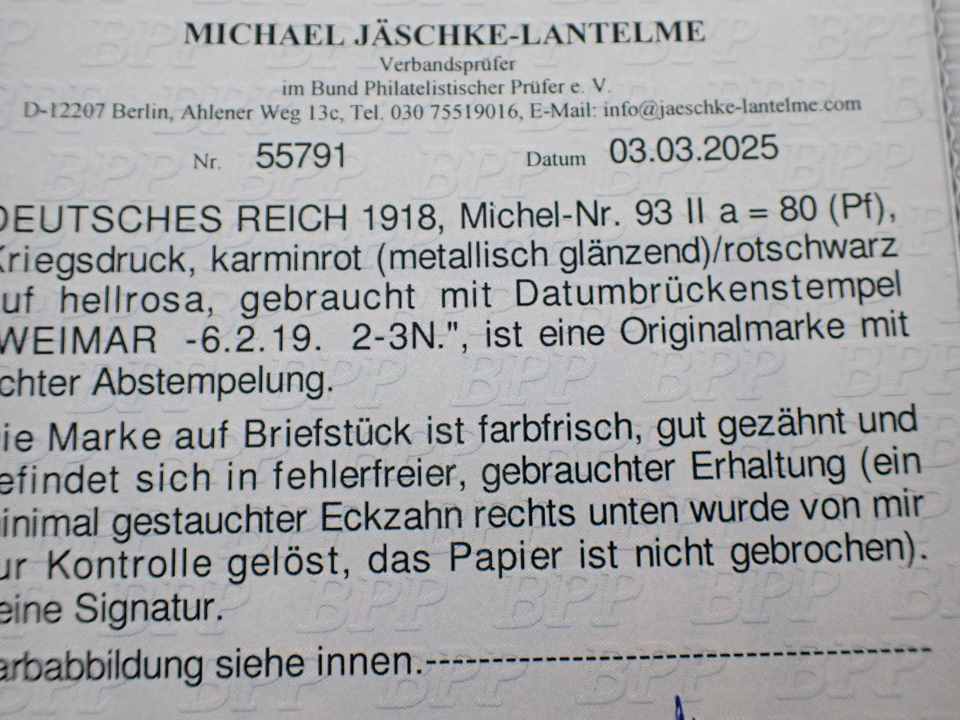 MICHAEL JÄSCHKE-LANTELME
Verbandsprüfer
im Bund Philatelistischer Prüfer e. V.
D-12207 Berlin, Ahlener Weg 13c, Tel. 030 75519016, E-Mail: info@jaeschke-lantelme.com
Nr. 55791 Datum 03.03.2025
DEUTSCHES REICH 1918, Michel-Nr. 93 II a = 80 (Pf),
Kriegsdruck, karminrot (metallisch glänzend)/rotschwarz
uf hellrosa, gebraucht mit Datumbrückenstempel
WEIMAR -6.2.19. 2-3N.", ist eine Originalmarke mit
chter Abstempelung.
ie Marke auf Briefstück ist farbfrisch, gut gezähnt und
efindet sich in fehlerfreier, gebrauchter Erhaltung (ein
inimal gestauchter Eckzahn rechts unten wurde von mir
ur Kontrolle gelöst, das Papier ist nicht gebrochen).
eine Signatur.
arbabbildung siehe innen.------------------------------------